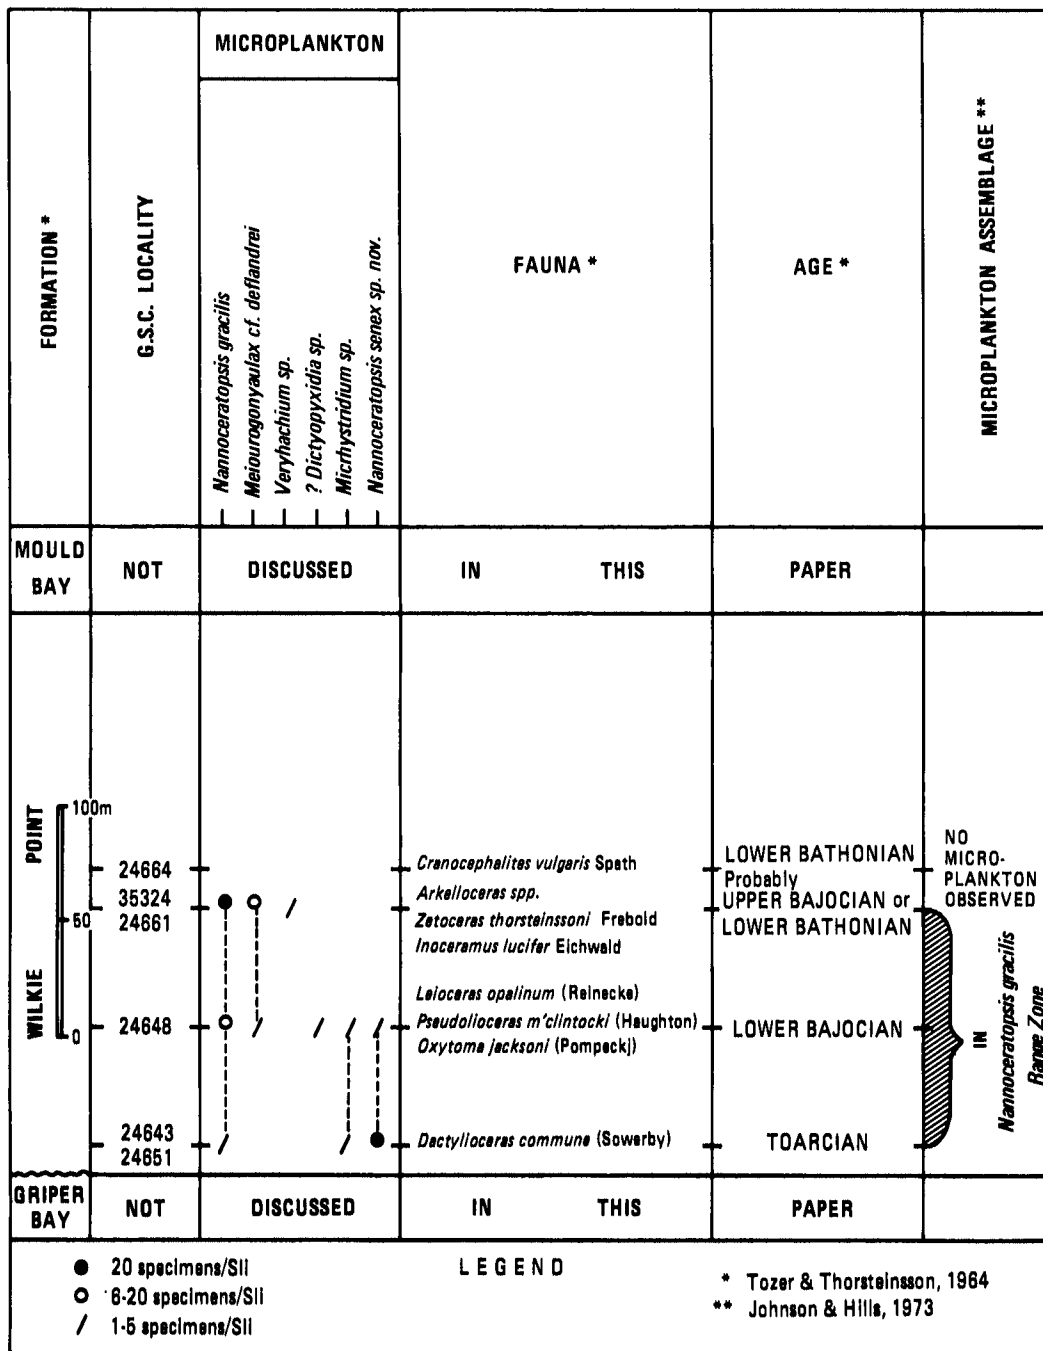 MICROPLANKTON
FORMATION *
G.S.C. LOCALITY
Nannoceratopsis gracilis
Meiourogonyaulax cf. deflandrei
Veryhachium sp.
? Dictyopyxidia sp.
Micrhystridium sp.
Nannoceratopsis senex sp. nov.
FAUNA *
AGE *
MICROPLANKTON ASSEMBLAGE **
MOULD BAY
NOT DISCUSSED IN THIS PAPER
WILKIE POINT
100m
50
0
24664
Cranocephalites vulgaris Spath
LOWER BATHONIAN
NO
MICRO-
PLANKTON
OBSERVED
35324
24661
Arkelloceras spp.
Zetoceras thorsteinssoni Frebold
Inoceramus lucifer Eichwald
Probably
UPPER BAJOCIAN or
LOWER BATHONIAN
24648
Leioceras opalinum (Reinecke)
Pseudolioceras m'clintocki (Haughton)
Oxytoma jacksoni (Pompeckj)
LOWER BAJOCIAN
IN
Nannoceratopsis gracilis
Range Zone
24643
24651
Dactylioceras commune (Sowerby)
TOARCIAN
GRIPER
BAY
NOT DISCUSSED IN THIS PAPER
LEGEND
20 specimens/Sli
6-20 specimens/Sli
1-5 specimens/Sli
* Tozer & Thorsteinsson, 1964
** Johnson & Hills, 1973